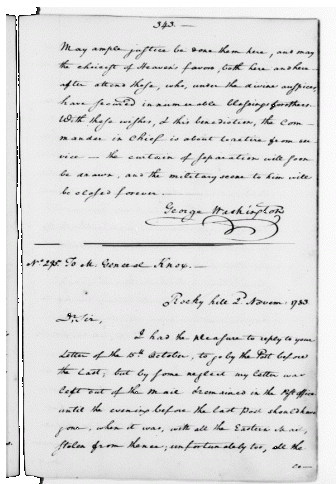 343.
May ample justice be done them here, and may
the choicest of Heaven's favors, both here and here
after attend those, who, under the divine auspices,
have secured innumerable blessings for others.
With these wishes, & this benediction, the Com-
mander in Chief is about to retire from ser
vice — the curtain of separation will soon
be drawn, and the military scene to him will
be closed forever —
George Washington
To M. General Knox. —
Rocky hill 2d Novem. 1783
Dr Sir,
I had the pleasure to reply to your
Letter of the 15th October, to go by the Post before
the last; but by some neglect my letter was
left out of the Mail & remained in the Post office
until the evening before the last Post should have
gone, when it was, with all the Eastern Mail,
stolen from thence; unfortunately too, all the
co—